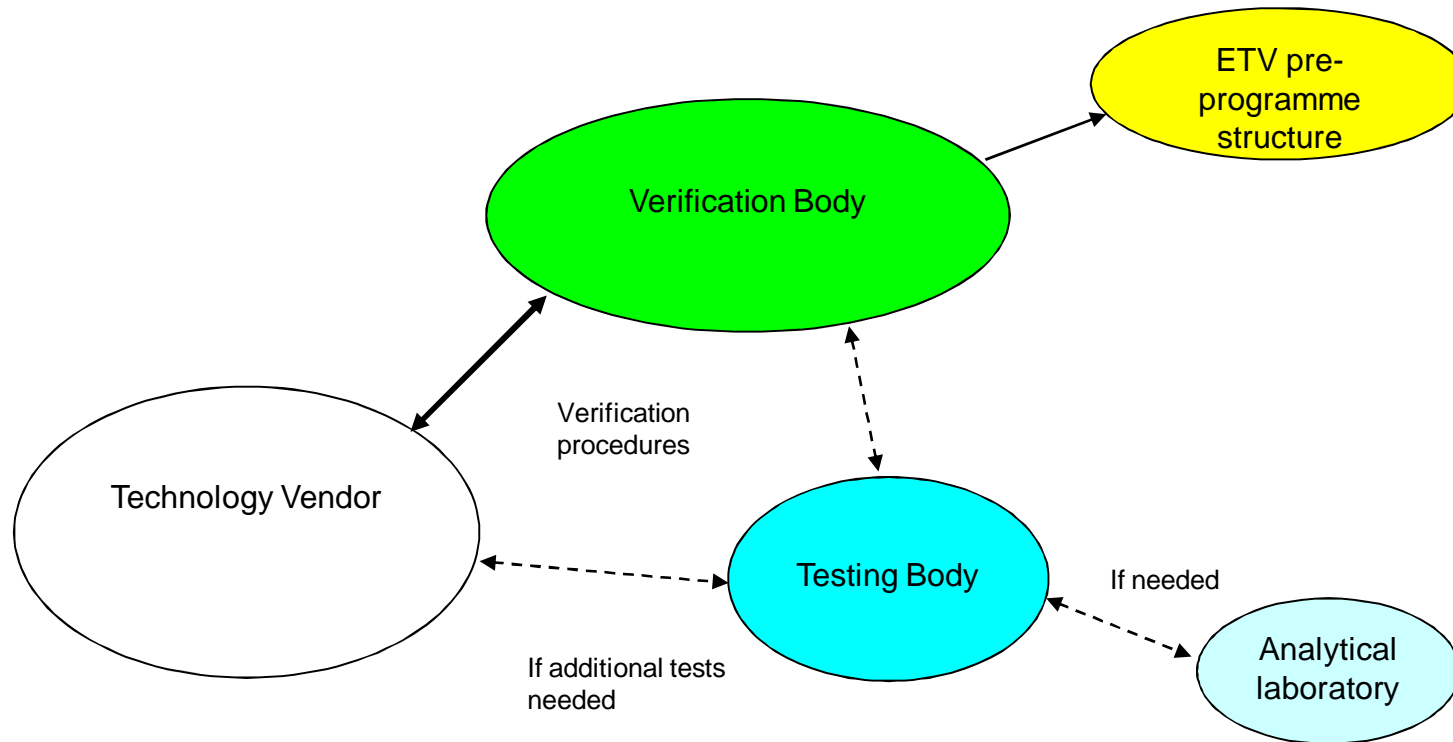 ETV pre-
programme
structure
Verification Body
Verification
procedures
Technology Vendor
Testing Body
If needed
If additional tests
needed
Analytical
laboratory